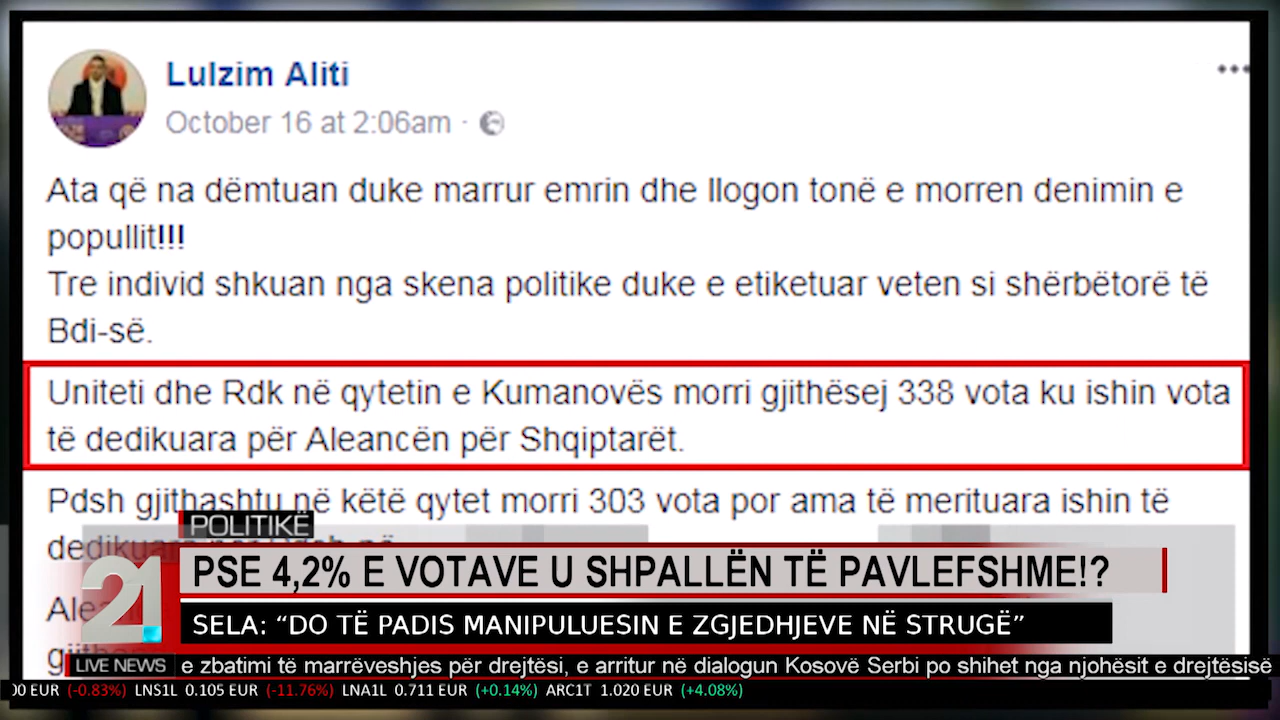 Lulzim Aliti
October 16 at 2:06am
Ata që na dëmtuan duke marrur emrin dhe llogon tonë e morren denimin e
popullit!!!
Tre individ shkuan nga skena politike duke e etiketuar veten si shërbëtorë të
Bdi-së.
Uniteti dhe Rdk në qytetin e Kumanovës morri gjithësej 338 vota ku ishin vota
të dedikuara për Aleancën për Shqiptarët.
Pdsh gjithashtu në këtë qytet morri 303 vota por ama të merituara ishin të
POLITIKË
PSE 4,2% E VOTAVE U SHPALLËN TË PAVLEFSHME!?
21
SELA: “DO TË PADIS MANIPULUESIN E ZGJEDHJEVE NË STRUGË”
LIVE NEWS e zbatimi të marrëveshjes për drejtësi, e arritur në dialogun Kosovë Serbi po shihet nga njohësit e drejtësisë
00 EUR (-0.83%) LNS1L 0.105 EUR (-11.76%) LNA1L 0.711 EUR (+0.14%) ARC1T 1.020 EUR (+4.08%)